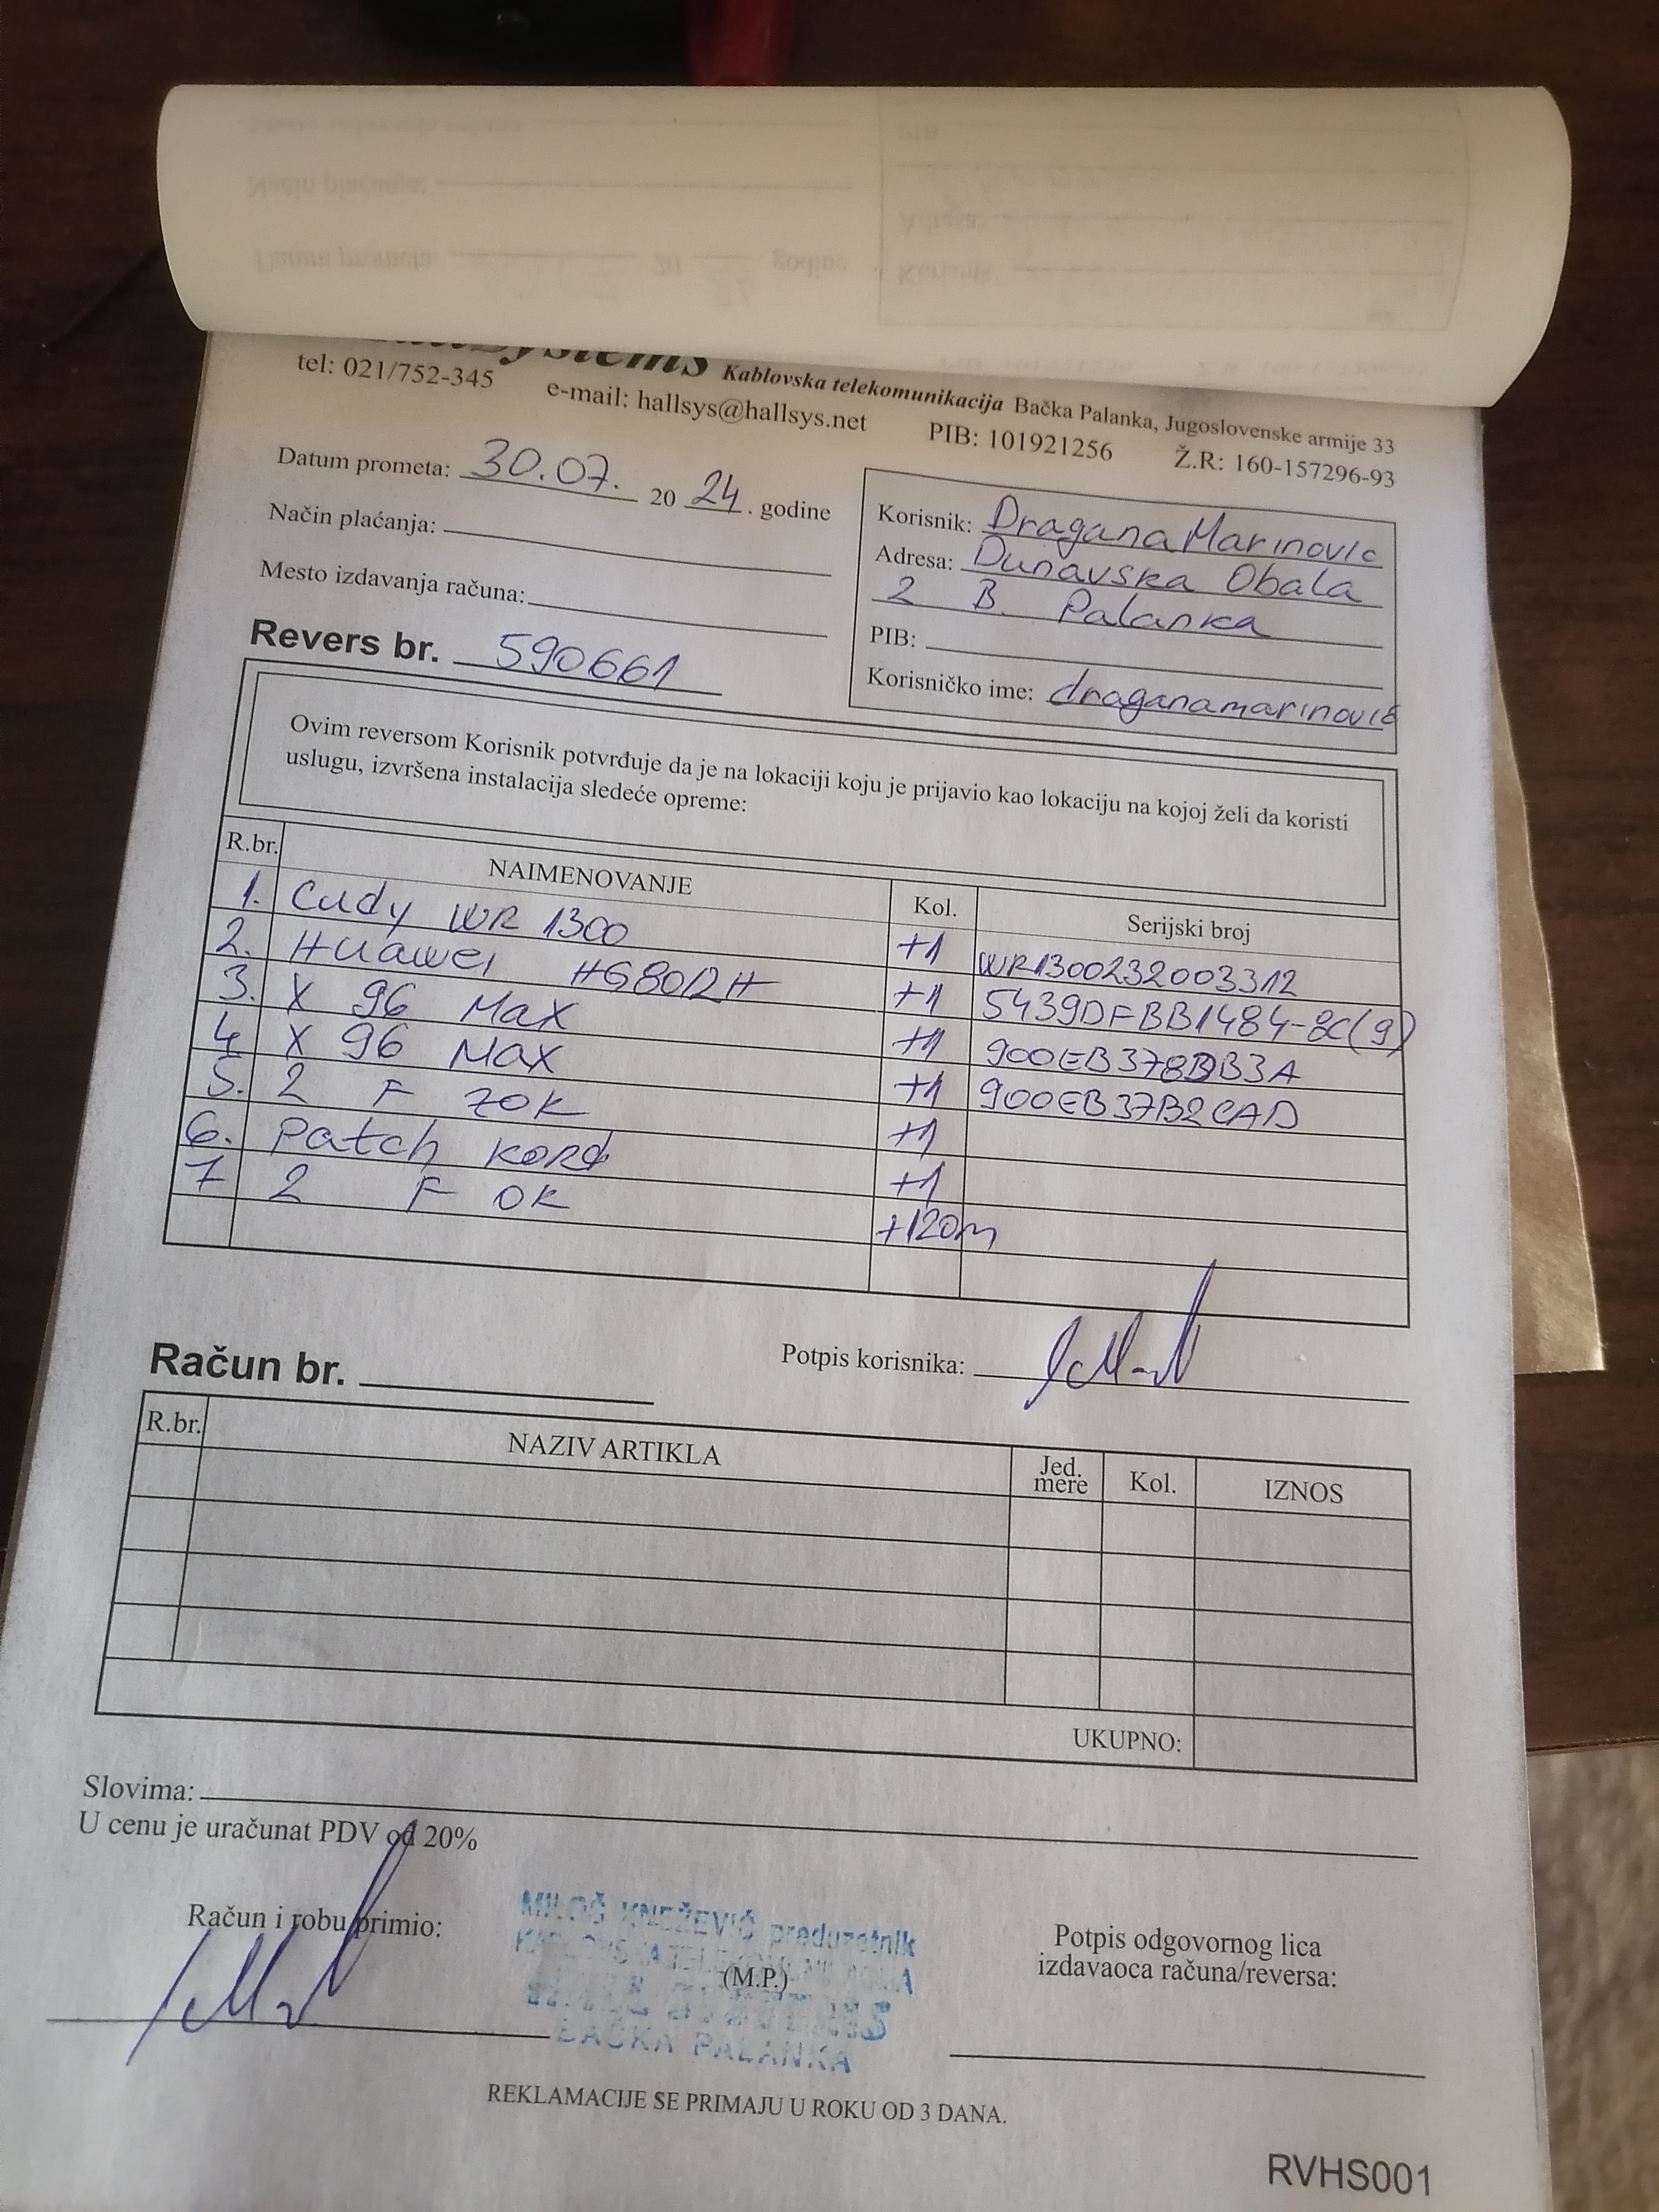 Systems Kablovska telekomunikacija Bačka Palanka, Jugoslovenske armije 33
tel: 021/752-345 e-mail: hallsys@hallsys.net PIB: 101921256 Ž.R: 160-157296-93
Datum prometa: 30.07. 20 24. godine
Način plaćanja:
Mesto izdavanja računa:
Revers br. 590661
Korisnik: Dragana Marinovic
Adresa: Dunavska Obala
2 B. Palanka
PIB:
Korisničko ime: draganamarinovic
Ovim reversom Korisnik potvrđuje da je na lokaciji koju je prijavio kao lokaciju na kojoj želi da koristi
uslugu, izvršena instalacija sledeće opreme:
R.br. NAIMENOVANJE Kol. Serijski broj
1. Cudy WR 1300 +1 WR1300232003312
2. Huawei HG8012H +1 5439DFBB1484-8C(9)
3. X 96 Max +1
4 X 96 Max +1 900EB37B2CAD
5. 2 F ZOK +1
6. Patch kord +1
7 2 F OK +120m
Potpis korisnika:
Račun br.
R.br. NAZIV ARTIKLA Jed. mere Kol. IZNOS
UKUPNO:
Slovima:
U cenu je uračunat PDV od 20%
Račun i robu primio:
MILOŠ KNEŽEVIĆ preduzetnik
KABLOVSKA TELEKOMUNIKACIJA
(M.P.)
BAČKA PALANKA
Potpis odgovornog lica
izdavaoca računa/reversa:
REKLAMACIJE SE PRIMAJU U ROKU OD 3 DANA.
RVHS001